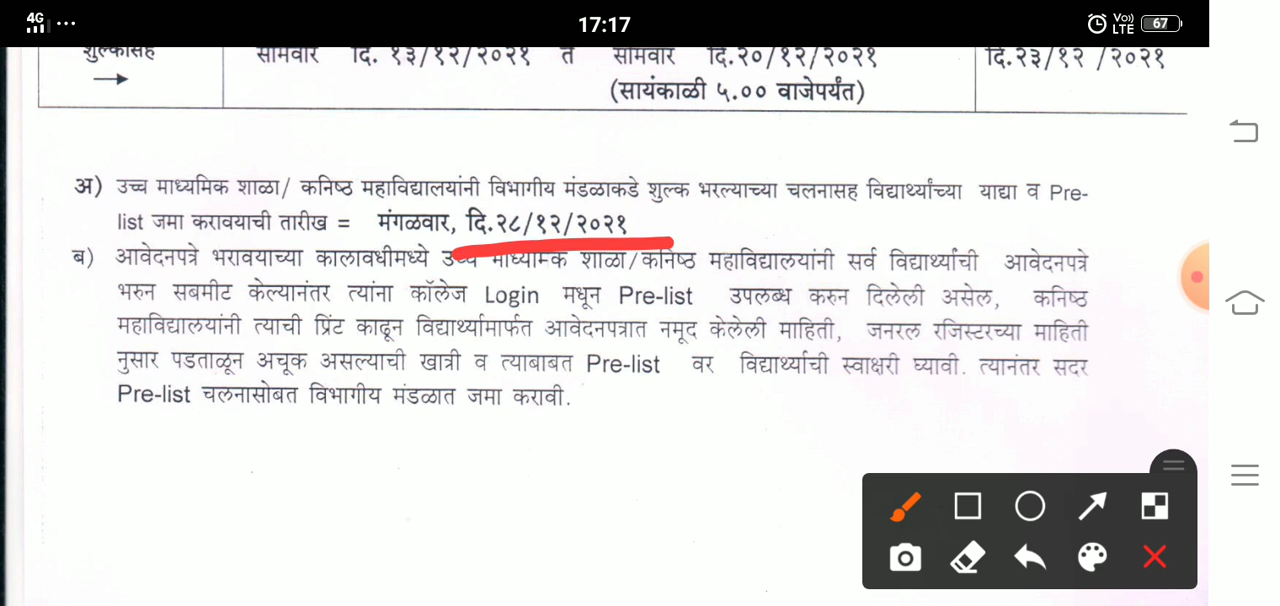 4G 17:17 Vo)) LTE 67
शुल्कासह सोमवार दि. १३/१२/२०२१ ते सोमवार दि.२०/१२/२०२१ दि.२३/१२ /२०२१
(सायंकाळी ५.०० वाजेपर्यंत)
अ) उच्च माध्यमिक शाळा/ कनिष्ठ महाविद्यालयांनी विभागीय मंडळाकडे शुल्क भरल्याच्या चलनासह विद्यार्थ्यांच्या याद्या व Pre-
list जमा करावयाची तारीख = मंगळवार, दि.२८/१२/२०२१
ब) आवेदनपत्रे भरावयाच्या कालावधीमध्ये उच्च माध्यमिक शाळा/कनिष्ठ महाविद्यालयांनी सर्व विद्यार्थ्यांची आवेदनपत्रे
भरुन सबमीट केल्यानंतर त्यांना कॉलेज Login मधून Pre-list उपलब्ध करुन दिलेली असेल, कनिष्ठ
महाविद्यालयांनी त्याची प्रिंट काढून विद्यार्थ्यामार्फत आवेदनपत्रात नमूद केलेली माहिती, जनरल रजिस्टरच्या माहिती
नुसार पडताळून अचूक असल्याची खात्री व त्याबाबत Pre-list वर विद्यार्थ्याची स्वाक्षरी घ्यावी. त्यानंतर सदर
Pre-list चलनासोबत विभागीय मंडळात जमा करावी.